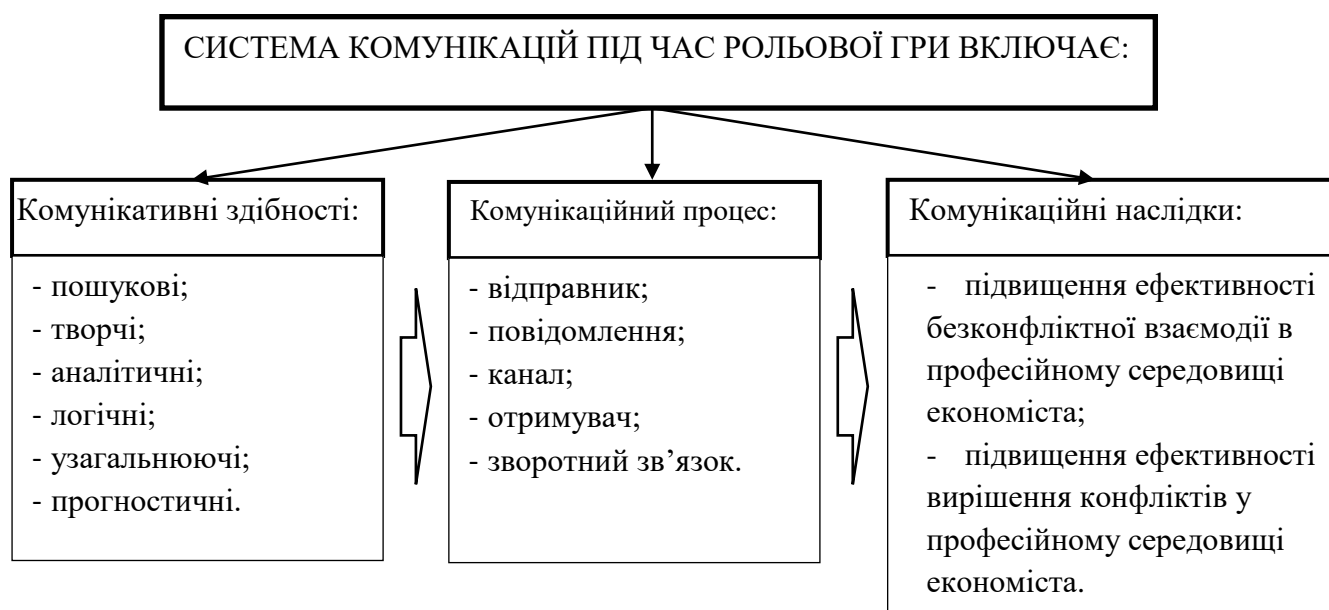 СИСТЕМА КОМУНІКАЦІЙ ПІД ЧАС РОЛЬОВОЇ ГРИ ВКЛЮЧАЄ:
Комунікативні здібності:
- пошукові;
- творчі;
- аналітичні;
- логічні;
- узагальнюючі;
- прогностичні.
Комунікаційний процес:
- відправник;
- повідомлення;
- канал;
- отримувач;
- зворотний зв’язок.
Комунікаційні наслідки:
- підвищення ефективності
безконфліктної взаємодії в
професійному середовищі
економіста;
- підвищення ефективності
вирішення конфліктів у
професійному середовищі
економіста.